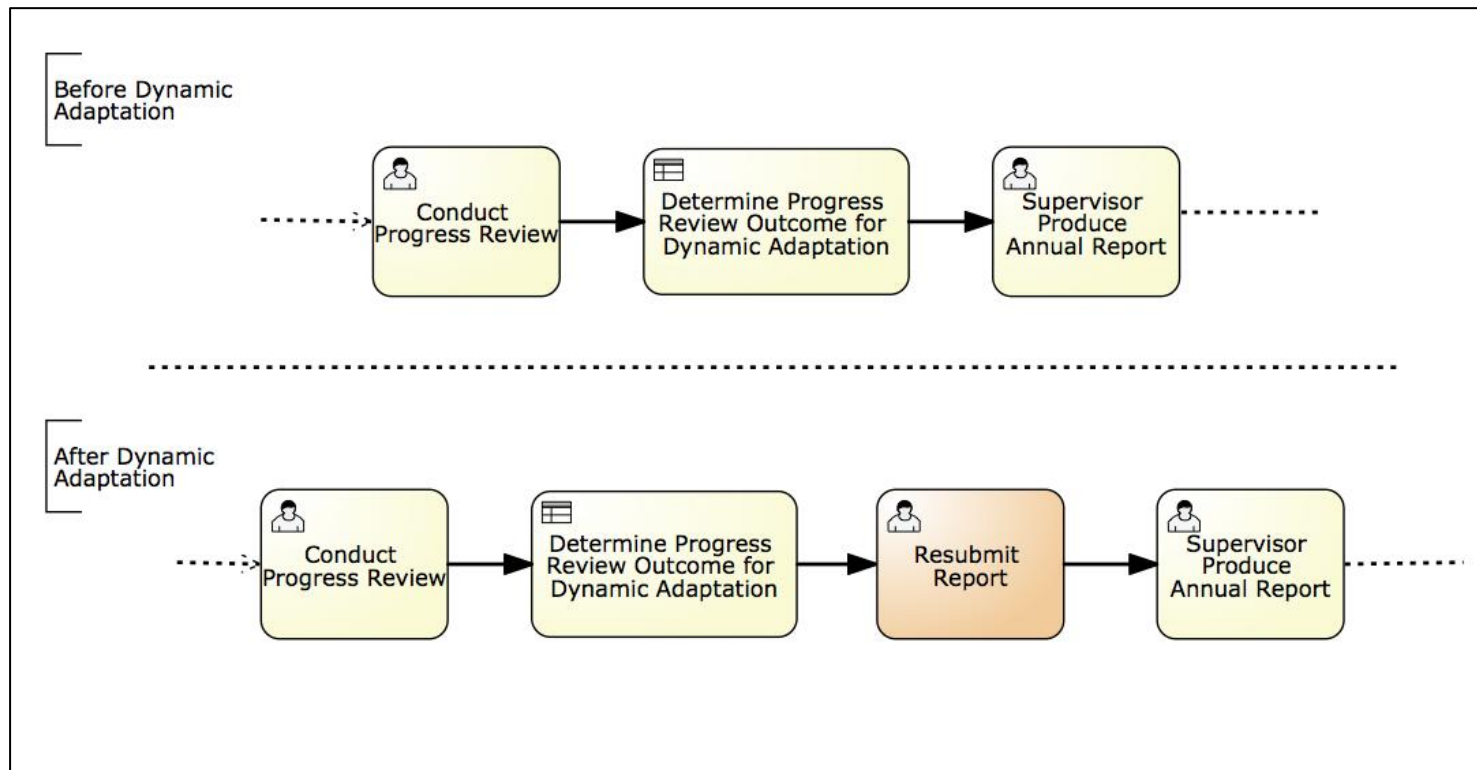 Before Dynamic
Adaptation
Conduct
Progress Review
Determine Progress
Review Outcome for
Dynamic Adaptation
Supervisor
Produce
Annual Report
After Dynamic
Adaptation
Conduct
Progress Review
Determine Progress
Review Outcome for
Dynamic Adaptation
Resubmit
Report
Supervisor
Produce
Annual Report